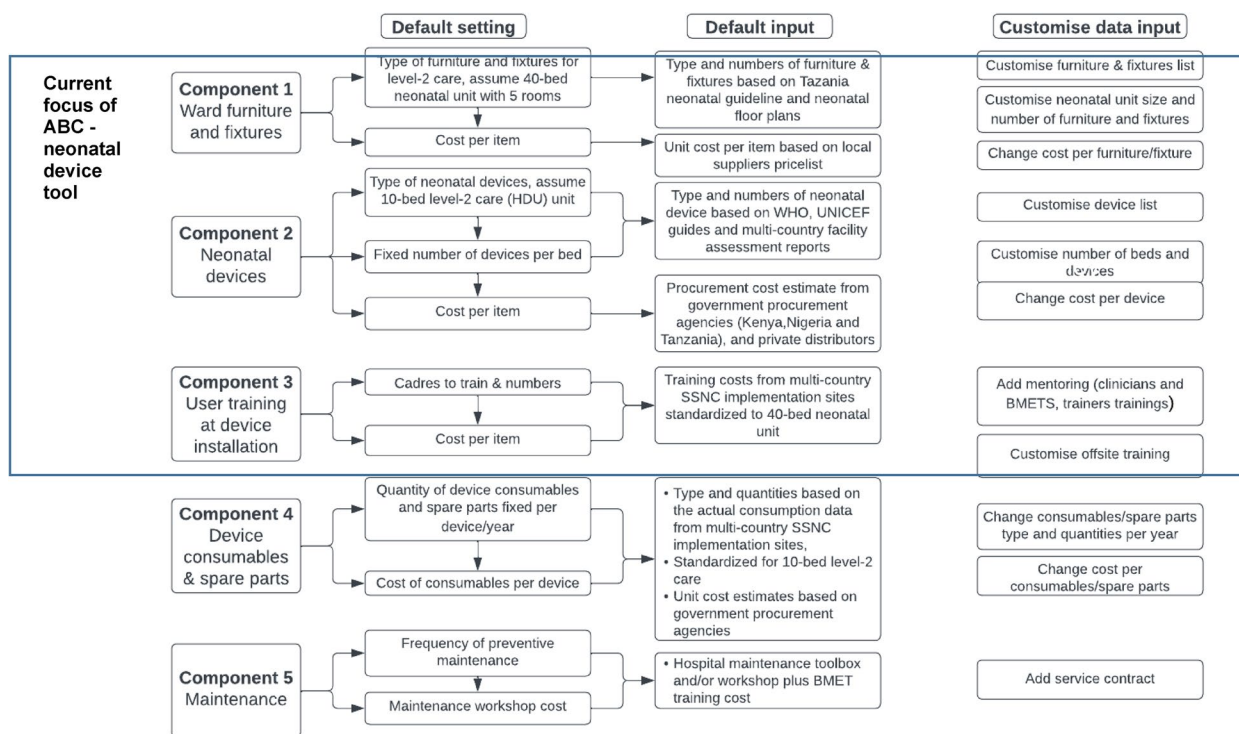 Default setting
Default input
Customise data input
Current
focus of
ABC -
neonatal
device
tool
Component 1
Ward furniture
and fixtures
Type of furniture and fixtures for
level-2 care, assume 40-bed
neonatal unit with 5 rooms
Cost per item
Type and numbers of furniture &
fixtures based on Tazania
neonatal guideline and neonatal
floor plans
Unit cost per item based on local
suppliers pricelist
Customise furniture & fixtures list
Customise neonatal unit size and
number of furniture and fixtures
Change cost per furniture/fixture
Component 2
Neonatal
devices
Type of neonatal devices, assume
10-bed level-2 care (HDU) unit
Fixed number of devices per bed
Cost per item
Type and numbers of neonatal
device based on WHO, UNICEF
guides and multi-country facility
assessment reports
Procurement cost estimate from
government procurement
agencies (Kenya,Nigeria and
Tanzania), and private distributors
Customise device list
Customise number of beds and
devices
Change cost per device
Component 3
User training
at device
installation
Cadres to train & numbers
Cost per item
Training costs from multi-country
SSNC implementation sites
standardized to 40-bed neonatal
unit
Add mentoring (clinicians and
BMETS, trainers trainings)
Customise offsite training
Component 4
Device
consumables
& spare parts
Quantity of device consumables
and spare parts fixed per
device/year
Cost of consumables per device
• Type and quantities based on
the actual consumption data
from multi-country SSNC
implementation sites,
• Standardized for 10-bed level-2
care
• Unit cost estimates based on
government procurement
agencies
Change consumables/spare parts
type and quantities per year
Change cost per
consumables/spare parts
Component 5
Maintenance
Frequency of preventive
maintenance
Maintenance workshop cost
• Hospital maintenance toolbox
and/or workshop plus BMET
training cost
Add service contract